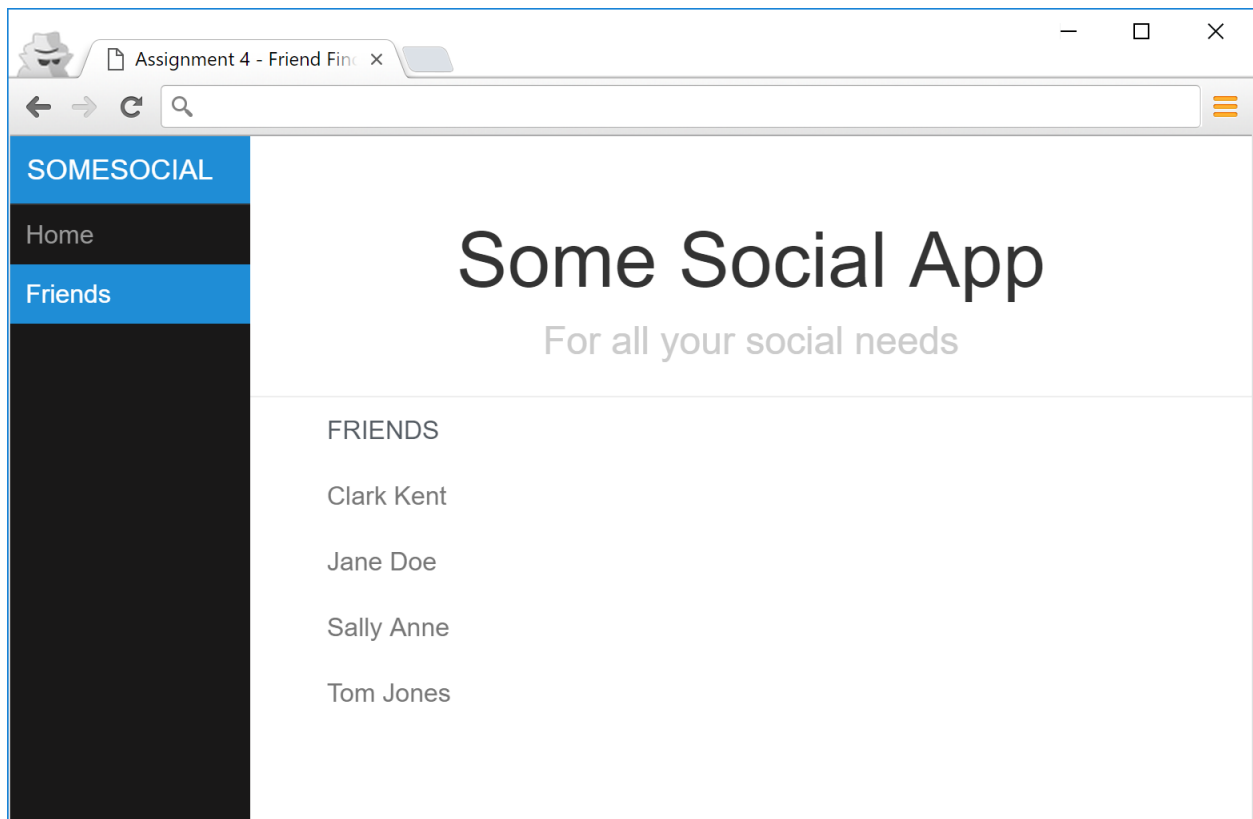 Assignment 4 - Friend Fin
SOMESOCIAL
Home
Friends
Some Social App
For all your social needs
FRIENDS
Clark Kent
Jane Doe
Sally Anne
Tom Jones